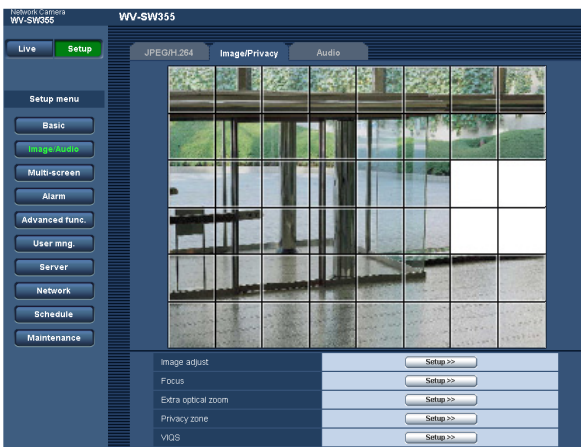 Network Camera
WV-SW355
WV-SW355
Live
Setup
JPEG/H.264
Image/Privacy
Audio
Setup menu
Basic
Image/Audio
Multi-screen
Alarm
Advanced func.
User mng.
Server
Network
Schedule
Maintenance
Image adjust
Setup >>
Focus
Setup >>
Extra optical zoom
Setup >>
Privacy zone
Setup >>
VIQS
Setup >>